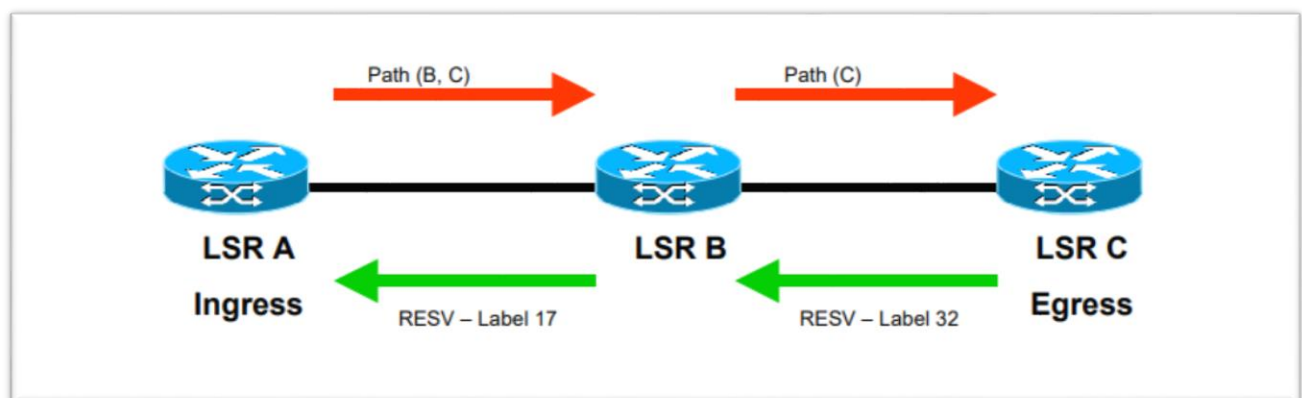 Path (B, C)
Path (C)
LSR A
LSR B
LSR C
Ingress
Egress
RESV – Label 17
RESV – Label 32